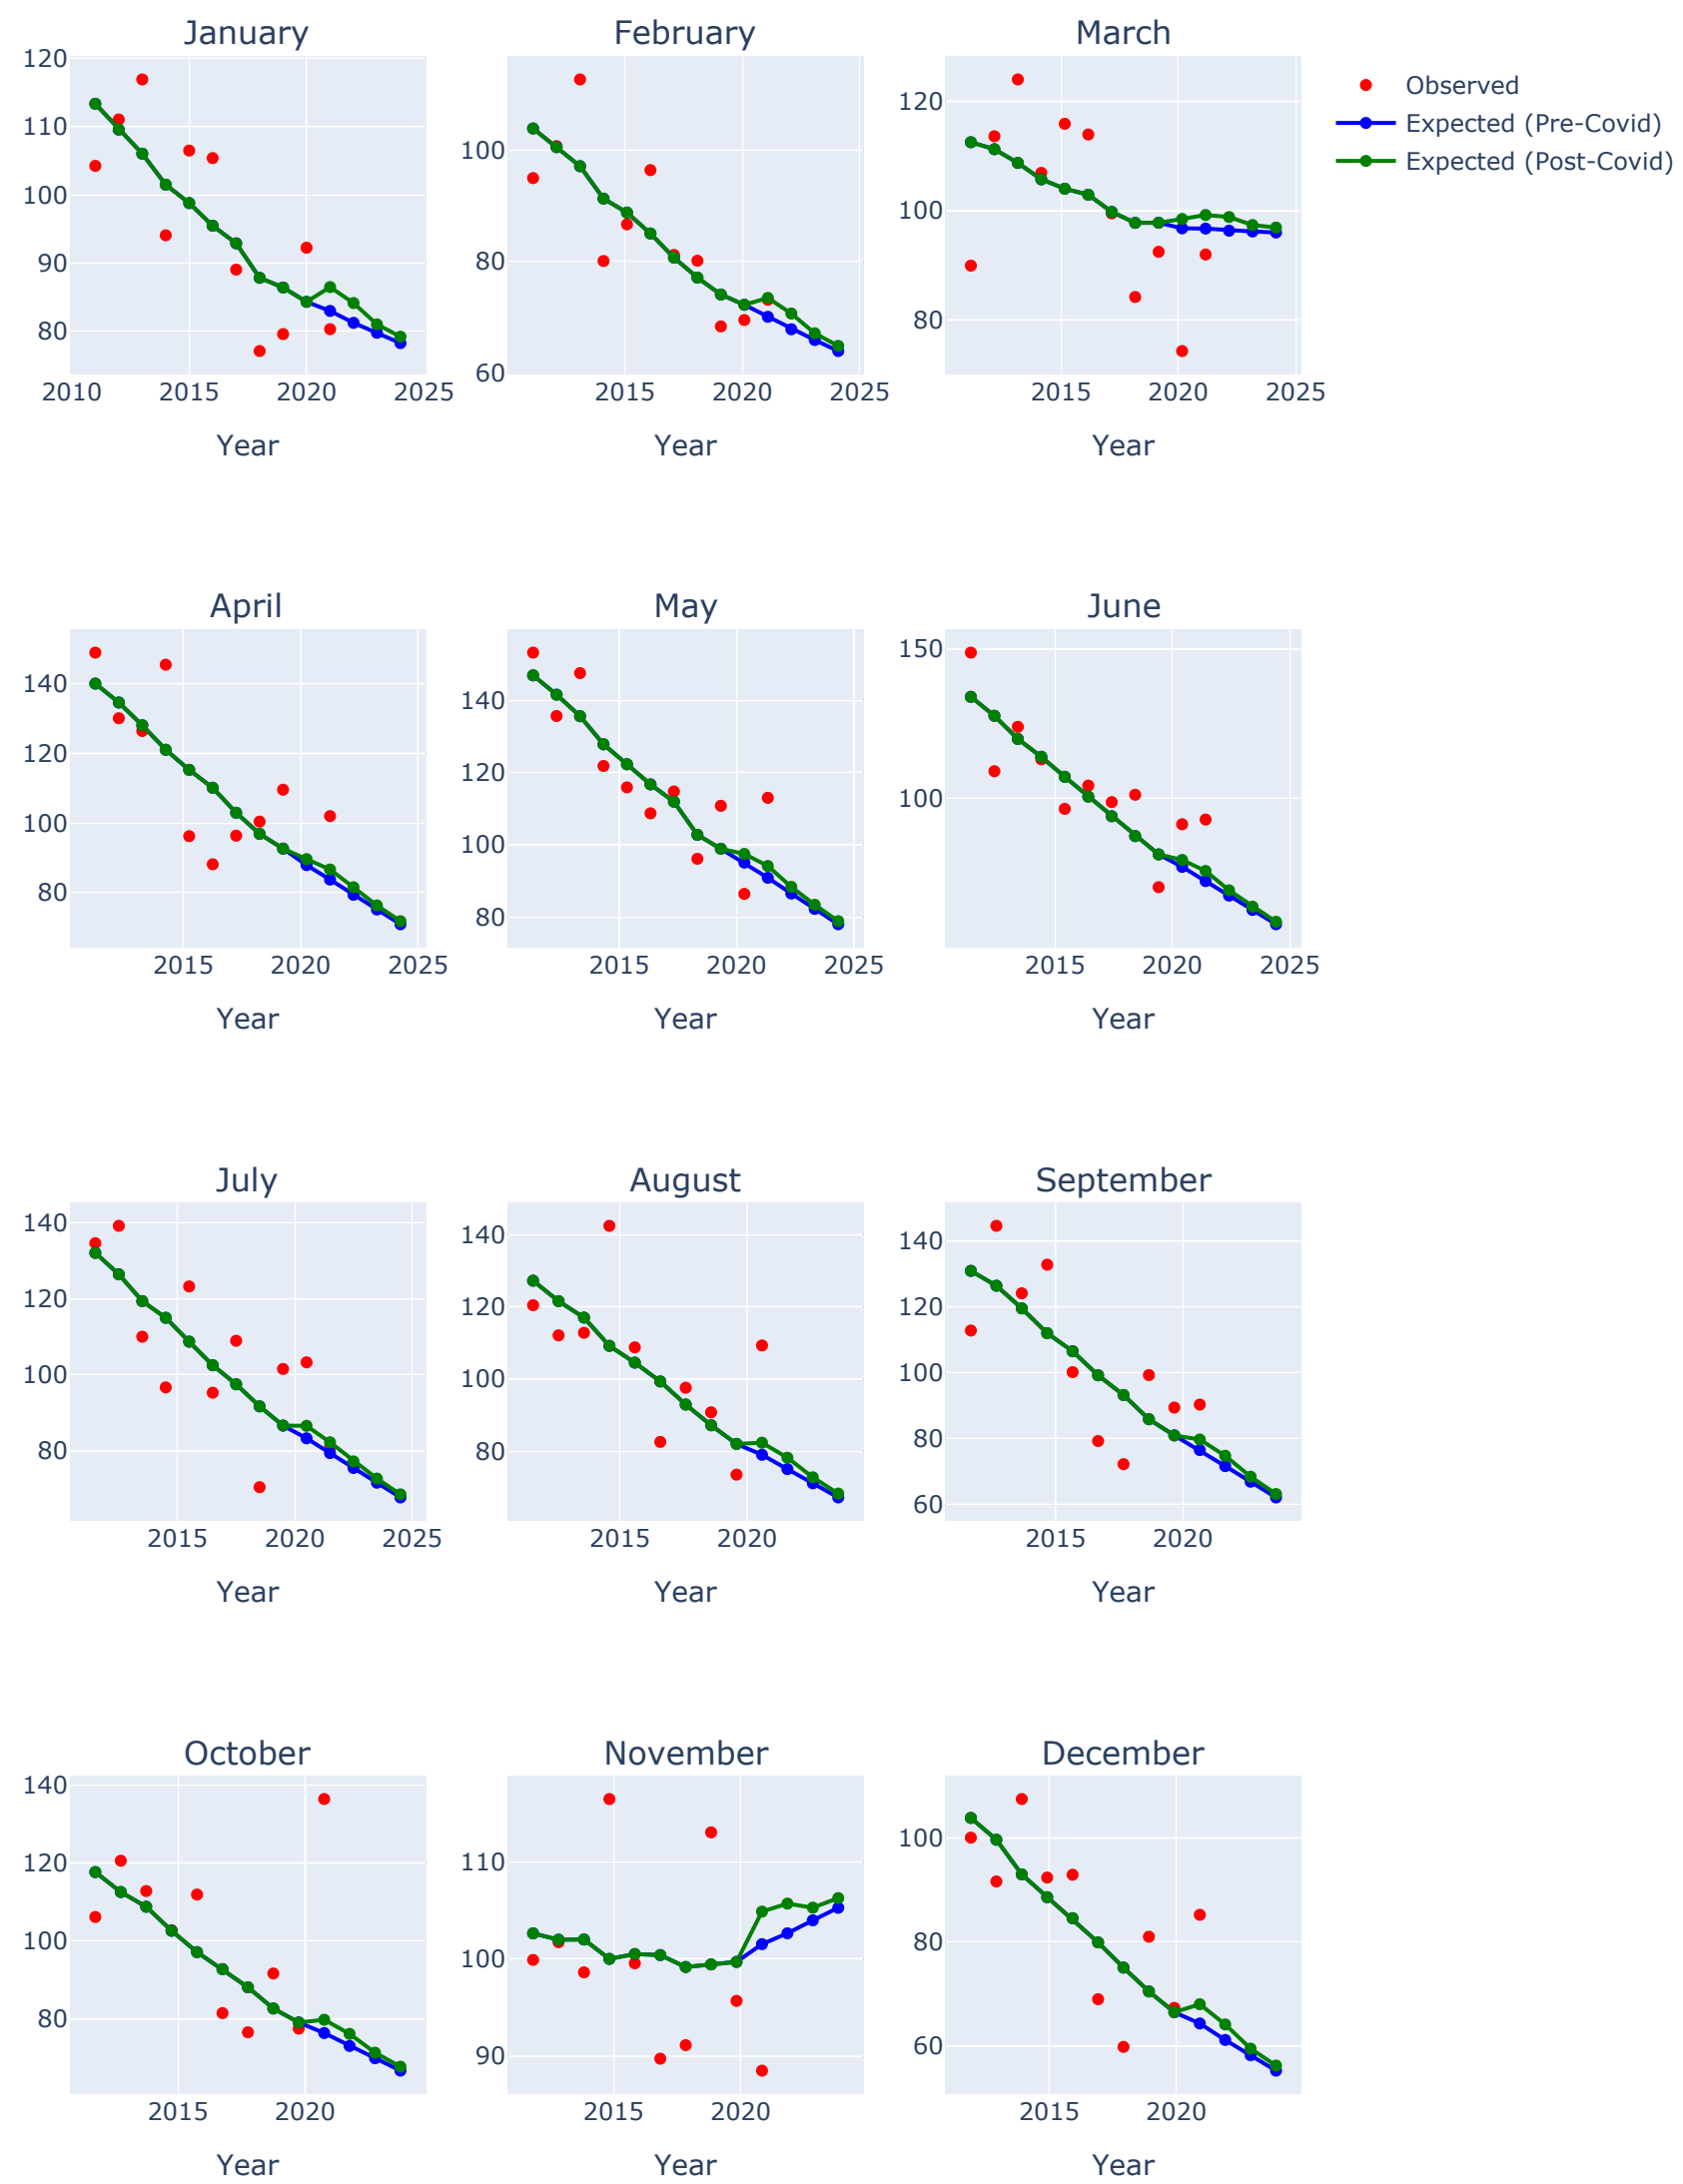 January February March
120
110
100
90
80
2010 2015 2020 2025
Year
100
80
60
2015 2020 2025
Year
120
100
80
2015 2020 2025
Year
Observed
Expected (Pre-Covid)
Expected (Post-Covid)
April May June
140
120
100
80
2015 2020 2025
Year
140
120
100
80
2015 2020 2025
Year
150
100
2015 2020 2025
Year
July August September
140
120
100
80
2015 2020 2025
Year
140
120
100
80
2015 2020
Year
140
120
100
80
60
2015 2020
Year
October November December
140
120
100
80
2015 2020
Year
110
100
90
2015 2020
Year
100
80
60
2015 2020
Year